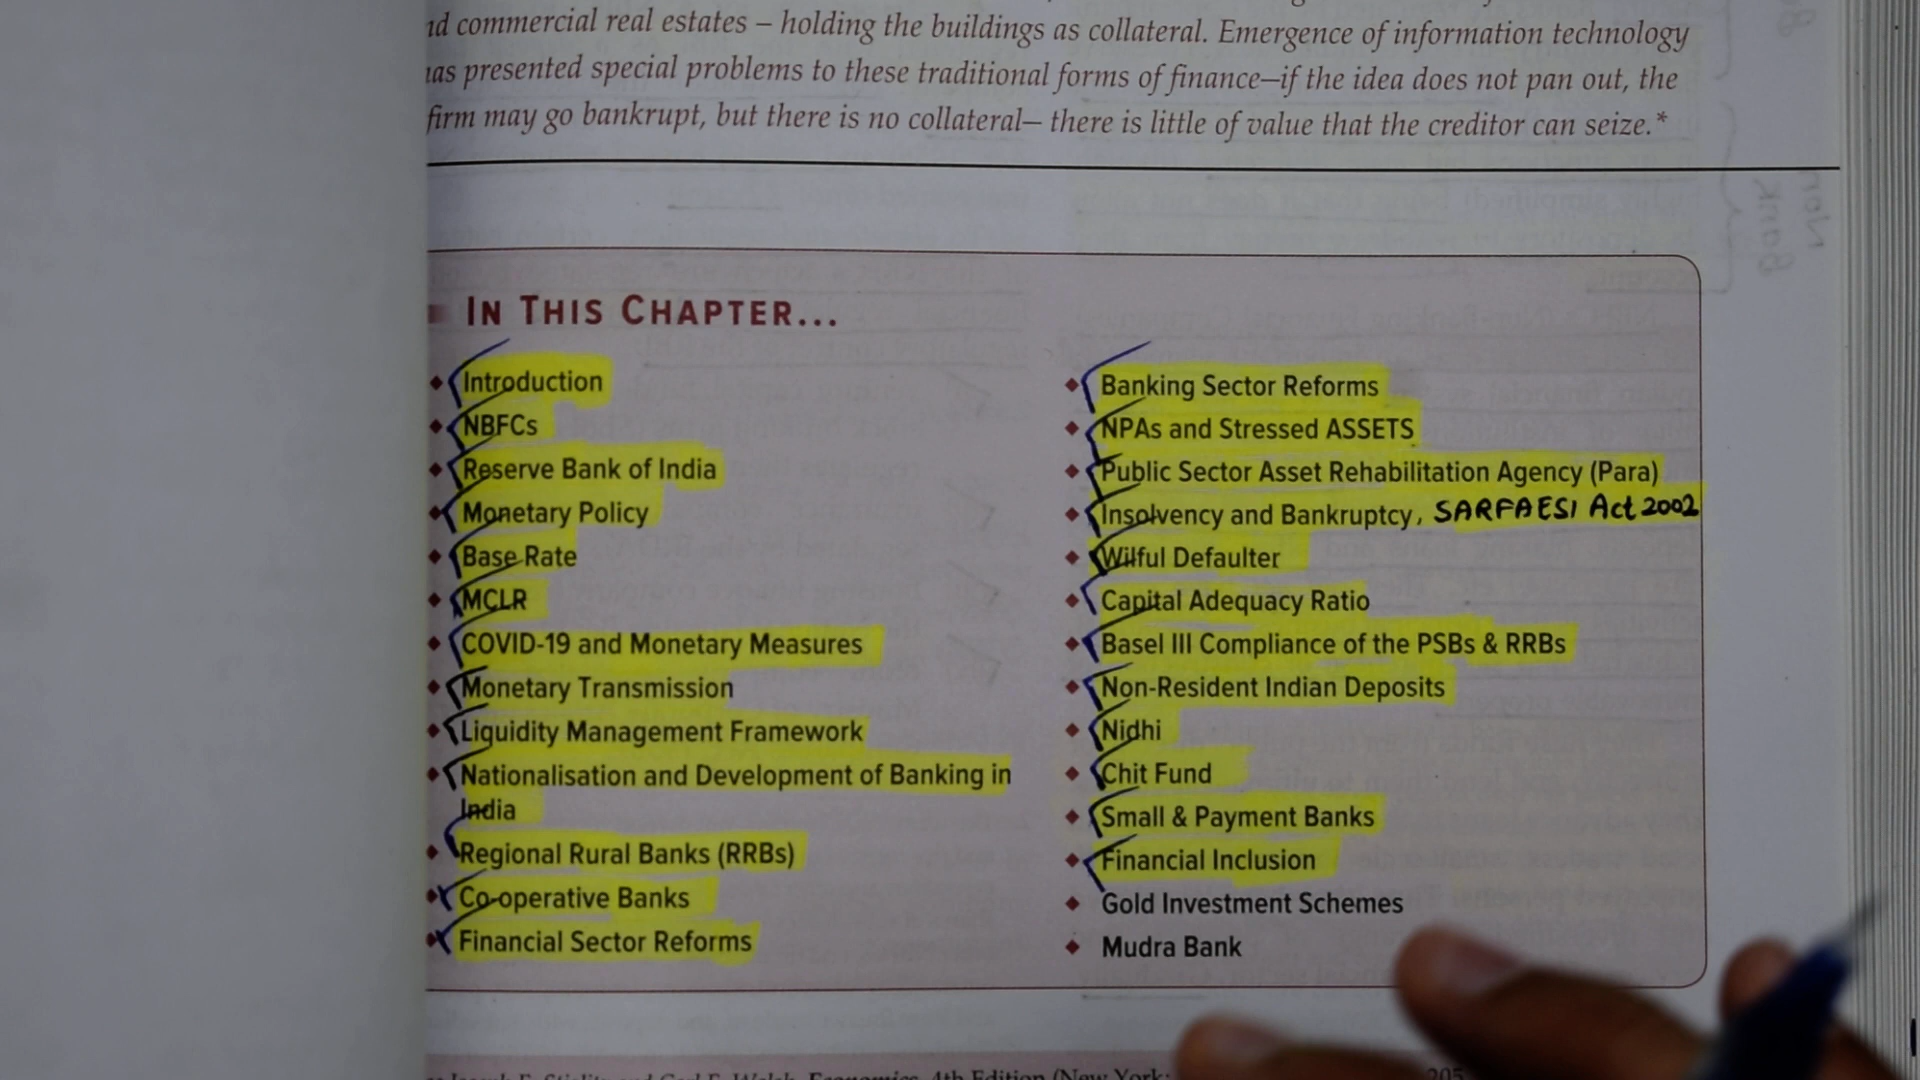 commercial real estates – holding the buildings as collateral. Emergence of information technology
presented special problems to these traditional forms of finance—if the idea does not pan out, the
firm may go bankrupt, but there is no collateral— there is little of value that the creditor can seize.*
IN THIS CHAPTER...
Introduction
NBFCs
Reserve Bank of India
Monetary Policy
Base Rate
MCLR
COVID-19 and Monetary Measures
Monetary Transmission
Liquidity Management Framework
Nationalisation and Development of Banking in
India
Regional Rural Banks (RRBs)
Co-operative Banks
Financial Sector Reforms
Banking Sector Reforms
NPAs and Stressed ASSETS
Public Sector Asset Rehabilitation Agency (Para)
Insolvency and Bankruptcy, SARFAESI Act 2002
Wilful Defaulter
Capital Adequacy Ratio
Basel III Compliance of the PSBs & RRBs
Non-Resident Indian Deposits
Nidhi
Chit Fund
Small & Payment Banks
Financial Inclusion
Gold Investment Schemes
Mudra Bank
Economics, 4th Edition (New York: